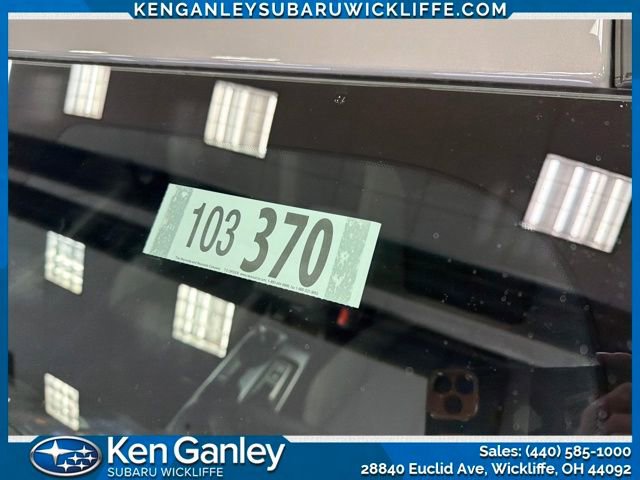 KENGANLEYSUBARUWICKLIFFE.COM
103 370
Ken Ganley
SUBARU WICKLIFFE
Sales: (440) 585-1000
28840 Euclid Ave, Wickliffe, OH 44092